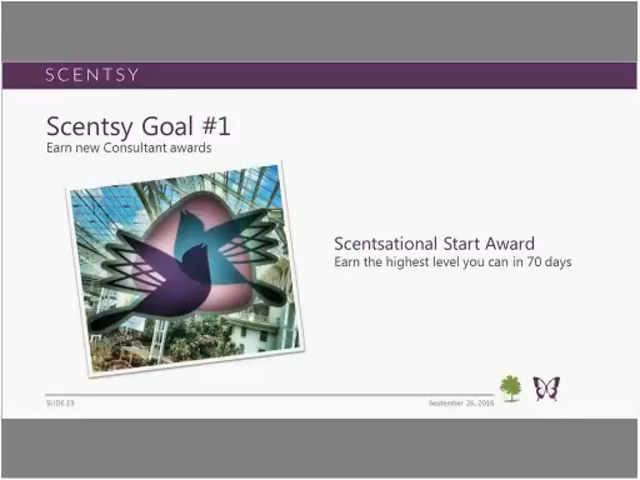 SCENTSY
Scentsy Goal #1
Earn new Consultant awards
Scentsational Start Award
Earn the highest level you can in 70 days
SLIDE 23
September 26, 2016